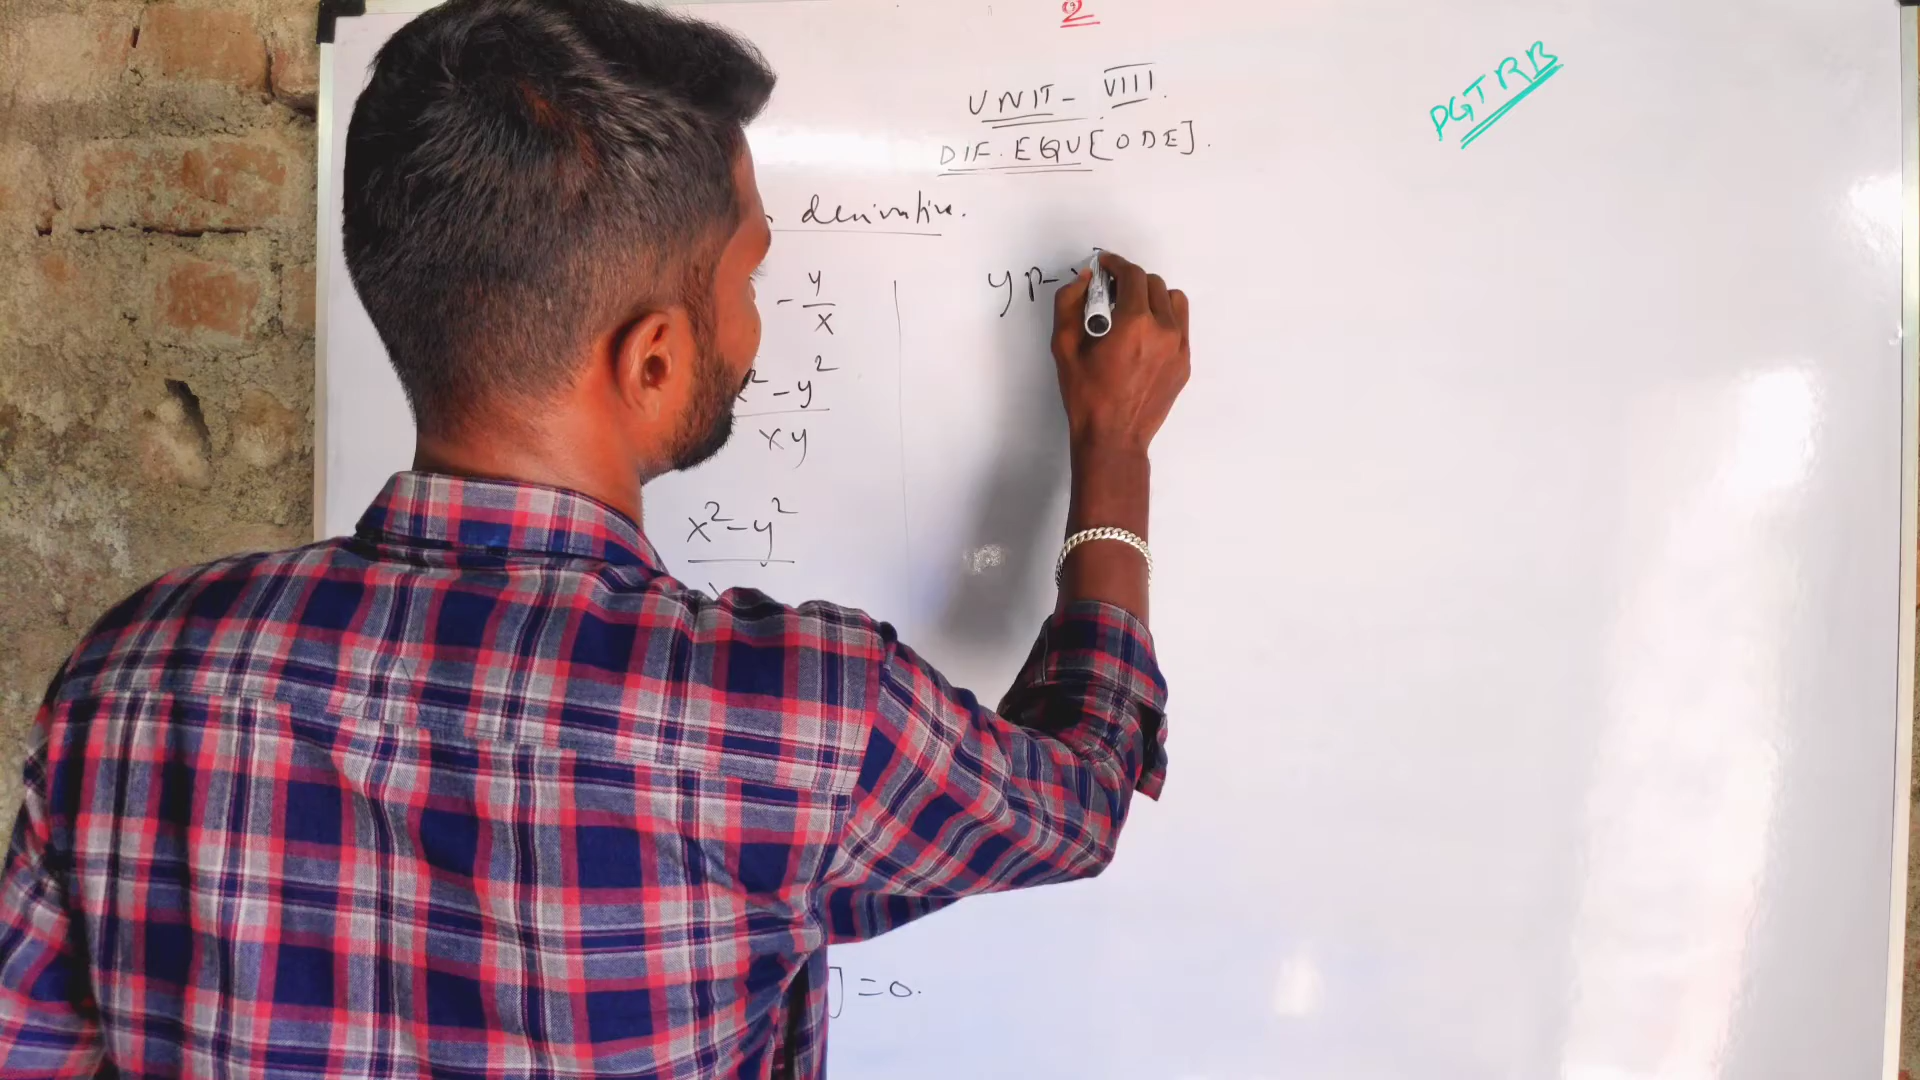 2
UNIT - VIII.
DIF. EQU [ODE].
PGTRB
derivative.
- y/x
x² - y²
xy
x² - y²
] = 0.
yp -